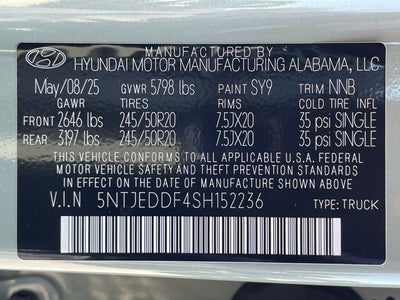 MANUFACTURED BY
HYUNDAI MOTOR MANUFACTURING ALABAMA, LLC
May/08/25 GVWR 5798 lbs PAINT SY9 TRIM NNB
GAWR TIRES RIMS COLD TIRE INFL
FRONT 2646 lbs 245/50R20 7.5JX20 35 psi SINGLE
REAR 3197 lbs 245/50R20 7.5JX20 35 psi SINGLE
THIS VEHICLE CONFORMS TO ALL APPLICABLE U.S.A. FEDERAL
MOTOR VEHICLE SAFETY AND THEFT PREVENTION STANDARDS
IN EFFECT ON THE DATE OF MANUFACTURE SHOWN ABOVE
V.I.N 5NTJEDDF4SH152236 TYPE: TRUCK